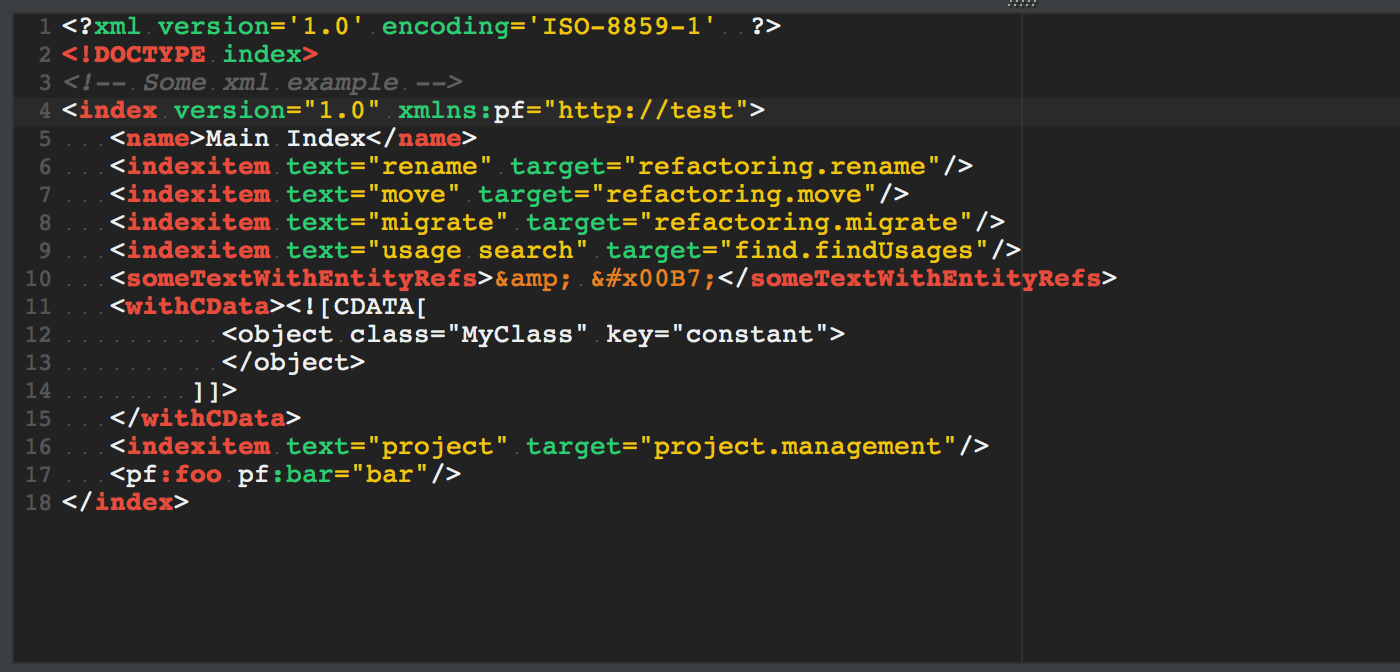 1 <?xml version='1.0' encoding='ISO-8859-1'  ?>
2 <!DOCTYPE index>
3 <!-- Some xml example -->
4 <index version="1.0" xmlns:pf="http://test">
5    <name>Main Index</name>
6    <indexitem text="rename" target="refactoring.rename"/>
7    <indexitem text="move" target="refactoring.move"/>
8    <indexitem text="migrate" target="refactoring.migrate"/>
9    <indexitem text="usage search" target="find.findUsages"/>
10    <someTextWithEntityRefs>&amp; &#x00B7;</someTextWithEntityRefs>
11    <withCData><![CDATA[
12           <object class="MyClass" key="constant">
13           </object>
14         ]]>
15    </withCData>
16    <indexitem text="project" target="project.management"/>
17    <pf:foo pf:bar="bar"/>
18 </index>